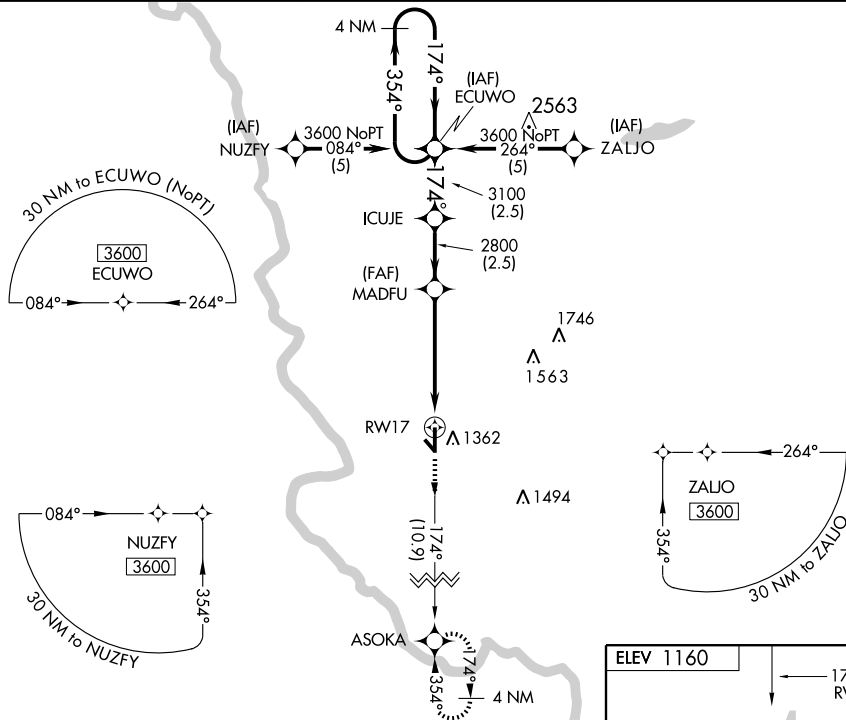 4 NM
174°
354°
(IAF)
ECUWO
2563
(IAF)
NUZFY
3600 NoPT
084°
(5)
3600 NoPT
264°
(5)
(IAF)
ZALJO
174°
3100
(2.5)
30 NM to ECUWO (NoPT)
3600
ECUWO
084°
264°
ICUJE
2800
(2.5)
(FAF)
MADFU
1746
1563
RW17
1362
084°
NUZFY
3600
354°
30 NM to NUZFY
1494
174°
(10.9)
264°
ZALJO
3600
354°
30 NM to ZALJO
ASOKA
174°
354°
4 NM
ELEV 1160
17
RV